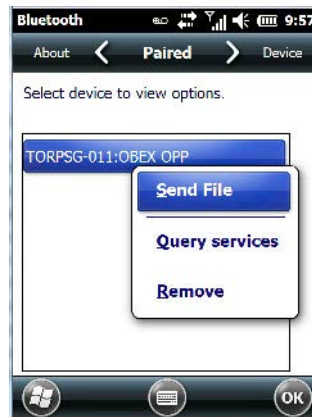 Bluetooth 9:57
About Paired Device
Select device to view options.
TORPSG-011:OBEX OPP
Send File
Query services
Remove
OK